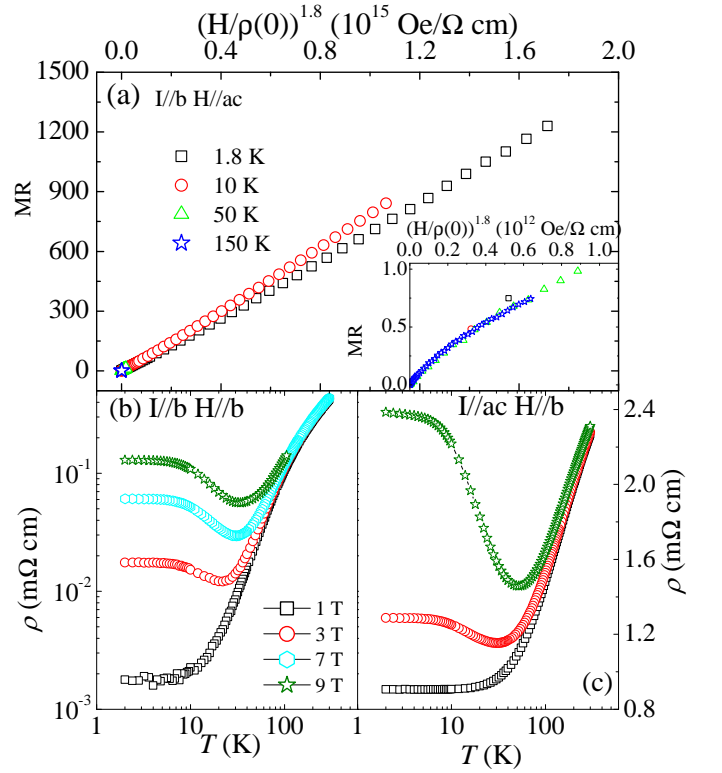 (H/ρ(0))^1.8 (10^15 Oe/Ω cm)
0.0 0.4 0.8 1.2 1.6 2.0
1500
(a) I//b H//ac
1200
1.8 K
10 K
900
50 K
150 K
MR
600
(H/ρ(0))^1.8 (10^12 Oe/Ω cm)
0.0 0.2 0.4 0.6 0.8 1.0
1.0
300
MR
0.5
0
0.0
(b) I//b H//b
I//ac H//b
2.4
10^-1
2.0
ρ (mΩ cm)
ρ (mΩ cm)
1.6
10^-2
1 T
3 T
1.2
7 T
9 T
(c)
10^-3
0.8
1 10 100 1 10 100
T (K) T (K)